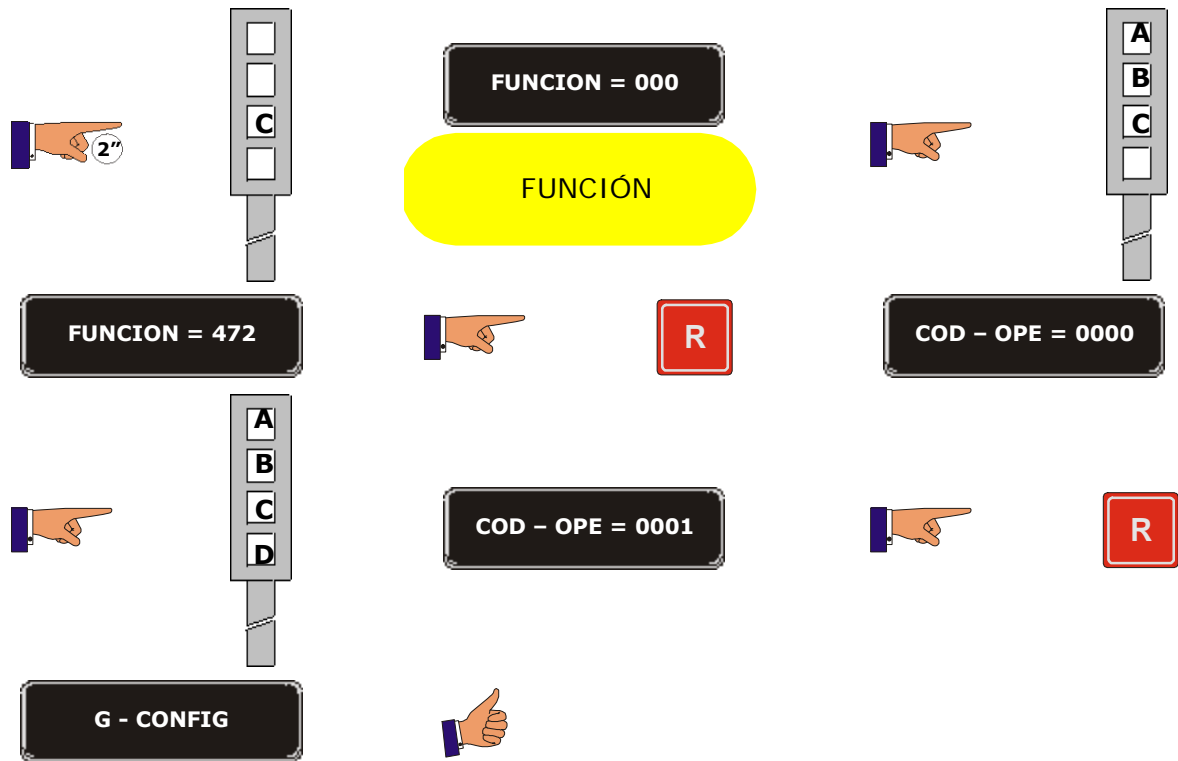 C
2”
FUNCION = 000
FUNCIÓN
A
B
C
FUNCION = 472
R
COD – OPE = 0000
A
B
C
D
COD – OPE = 0001
R
G - CONFIG